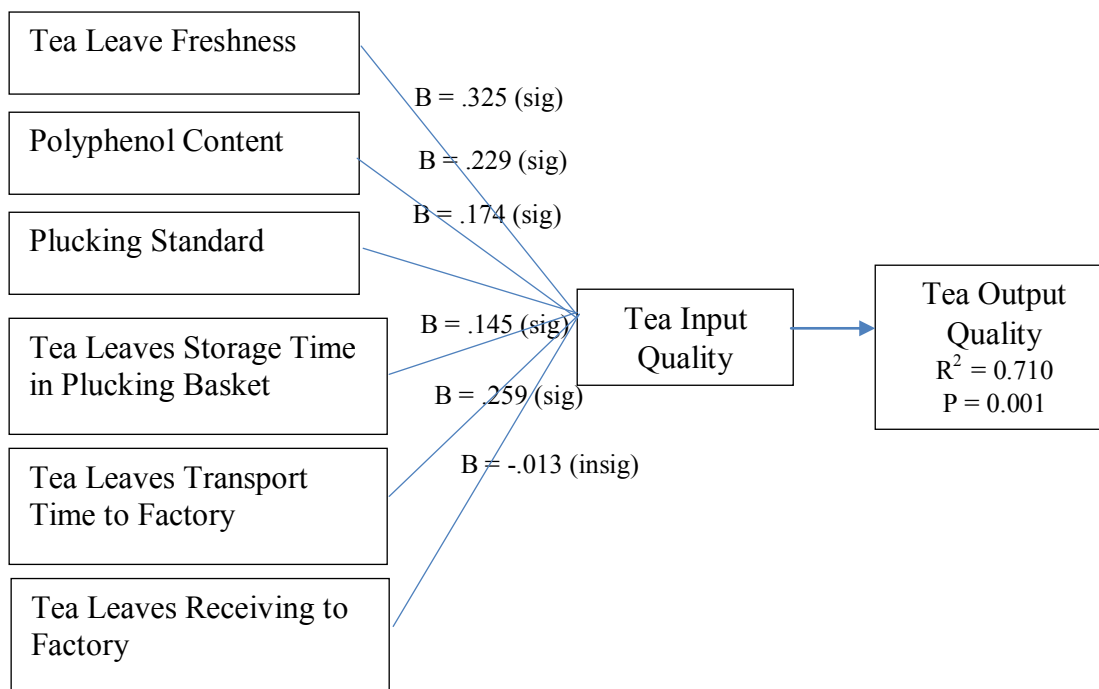 Tea Leave Freshness
B = .325 (sig)
Polyphenol Content
B = .229 (sig)
B = .174 (sig)
Plucking Standard
Tea Leaves Storage Time
in Plucking Basket
B = .145 (sig)
B = .259 (sig)
Tea Leaves Transport
Time to Factory
B = -.013 (insig)
Tea Leaves Receiving to
Factory
Tea Input
Quality
Tea Output
Quality
R² = 0.710
P = 0.001